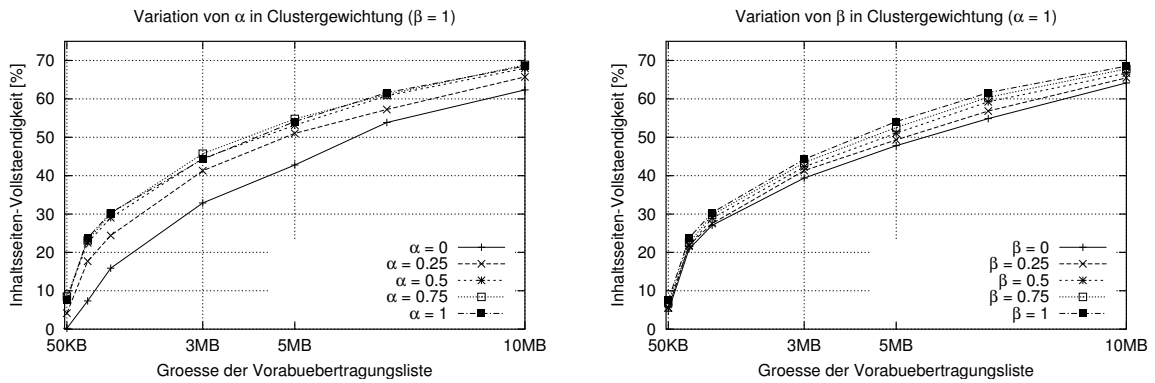 Variation von α in Clustergewichtung (β = 1)
Inhaltsseiten-Vollstaendigkeit [%]
70
60
50
40
30
20
10
0
α = 0
α = 0.25
α = 0.5
α = 0.75
α = 1
50KB
3MB
5MB
10MB
Groesse der Vorabuebertragungsliste
Variation von β in Clustergewichtung (α = 1)
Inhaltsseiten-Vollstaendigkeit [%]
70
60
50
40
30
20
10
0
β = 0
β = 0.25
β = 0.5
β = 0.75
β = 1
50KB
3MB
5MB
10MB
Groesse der Vorabuebertragungsliste